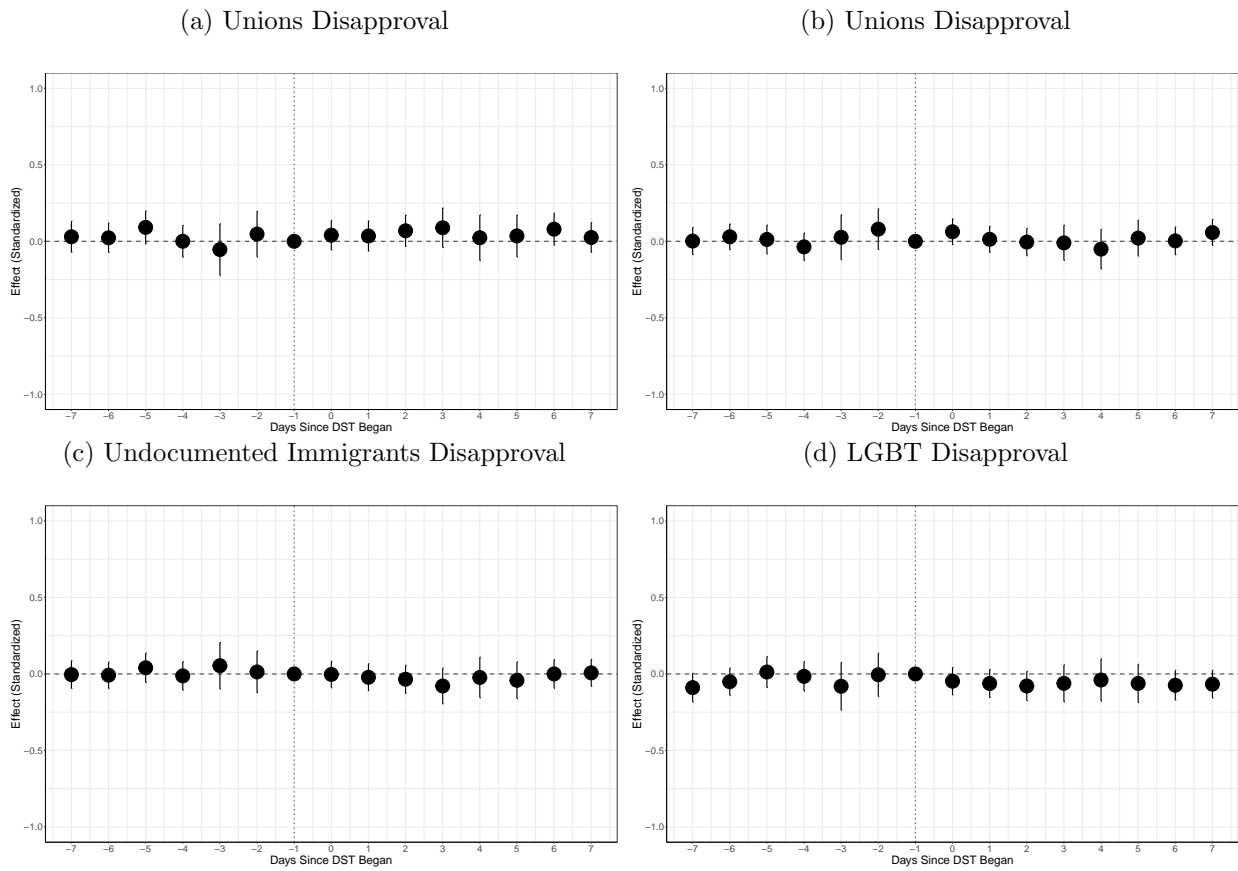 (a) Unions Disapproval
(b) Unions Disapproval
1.0
0.5
0.0
−0.5
−1.0
Effect (Standardized)
−7 −6 −5 −4 −3 −2 −1 0 1 2 3 4 5 6 7
Days Since DST Began
1.0
0.5
0.0
−0.5
−1.0
Effect (Standardized)
−7 −6 −5 −4 −3 −2 −1 0 1 2 3 4 5 6 7
Days Since DST Began
(c) Undocumented Immigrants Disapproval
(d) LGBT Disapproval
1.0
0.5
0.0
−0.5
−1.0
Effect (Standardized)
−7 −6 −5 −4 −3 −2 −1 0 1 2 3 4 5 6 7
Days Since DST Began
1.0
0.5
0.0
−0.5
−1.0
Effect (Standardized)
−7 −6 −5 −4 −3 −2 −1 0 1 2 3 4 5 6 7
Days Since DST Began